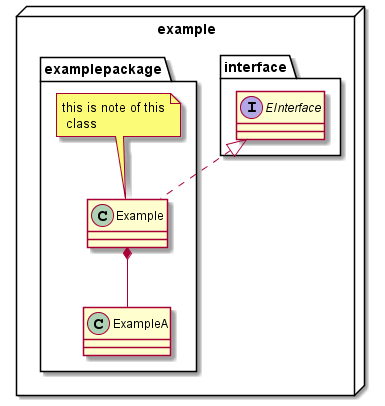 example
examplepackage
interface
this is note of this
class
I EInterface
C Example
C ExampleA